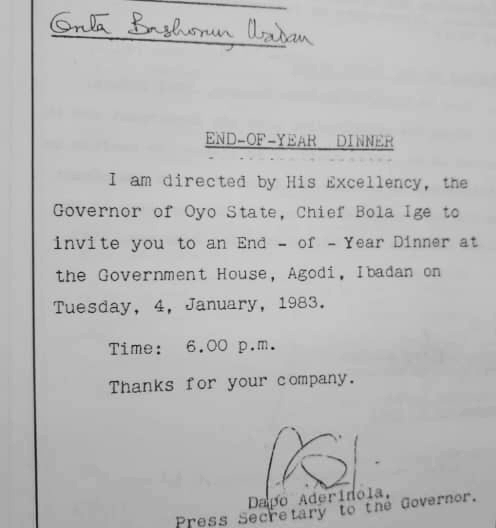 Ibadan
END-OF-YEAR DINNER
I am directed by His Excellency, the
Governor of Oyo State, Chief Bola Ige to
invite you to an End - of - Year Dinner at
the Government House, Agodi, Ibadan on
Tuesday, 4, January, 1983.
Time: 6.00 p.m.
Thanks for your company.
Dapo Aderinola,
Press Secretary to the Governor.